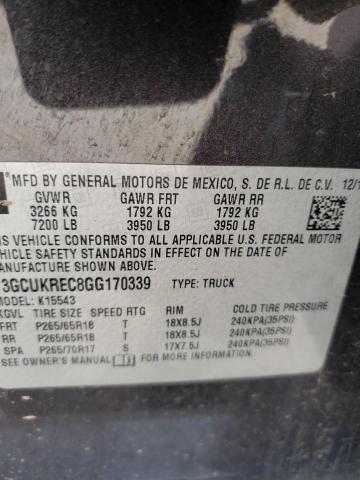 MFD BY GENERAL MOTORS DE MEXICO, S. DE R.L. DE C.V. 12/1
GVWR GAWR FRT GAWR RR
3266 KG 1792 KG 1792 KG
7200 LB 3950 LB 3950 LB
THIS VEHICLE CONFORMS TO ALL APPLICABLE U.S. FEDERAL MOTOR
VEHICLE SAFETY STANDARDS IN EFFECT ON THE DATE OF
MANUFACTURE SHOWN ABOVE.
3GCUKREC8GG170339 TYPE: TRUCK
MODEL: K15543
KGVL TIRE SIZE SPEED RTG RIM COLD TIRE PRESSURE
FRT P265/65R18 T 18X8.5J 240KPA(35PSI)
RR P265/65R18 T 18X8.5J 240KPA(35PSI)
SPA P265/70R17 S 17X7.5J 240KPA(35PSI)
SEE OWNER'S MANUAL FOR MORE INFORMATION.